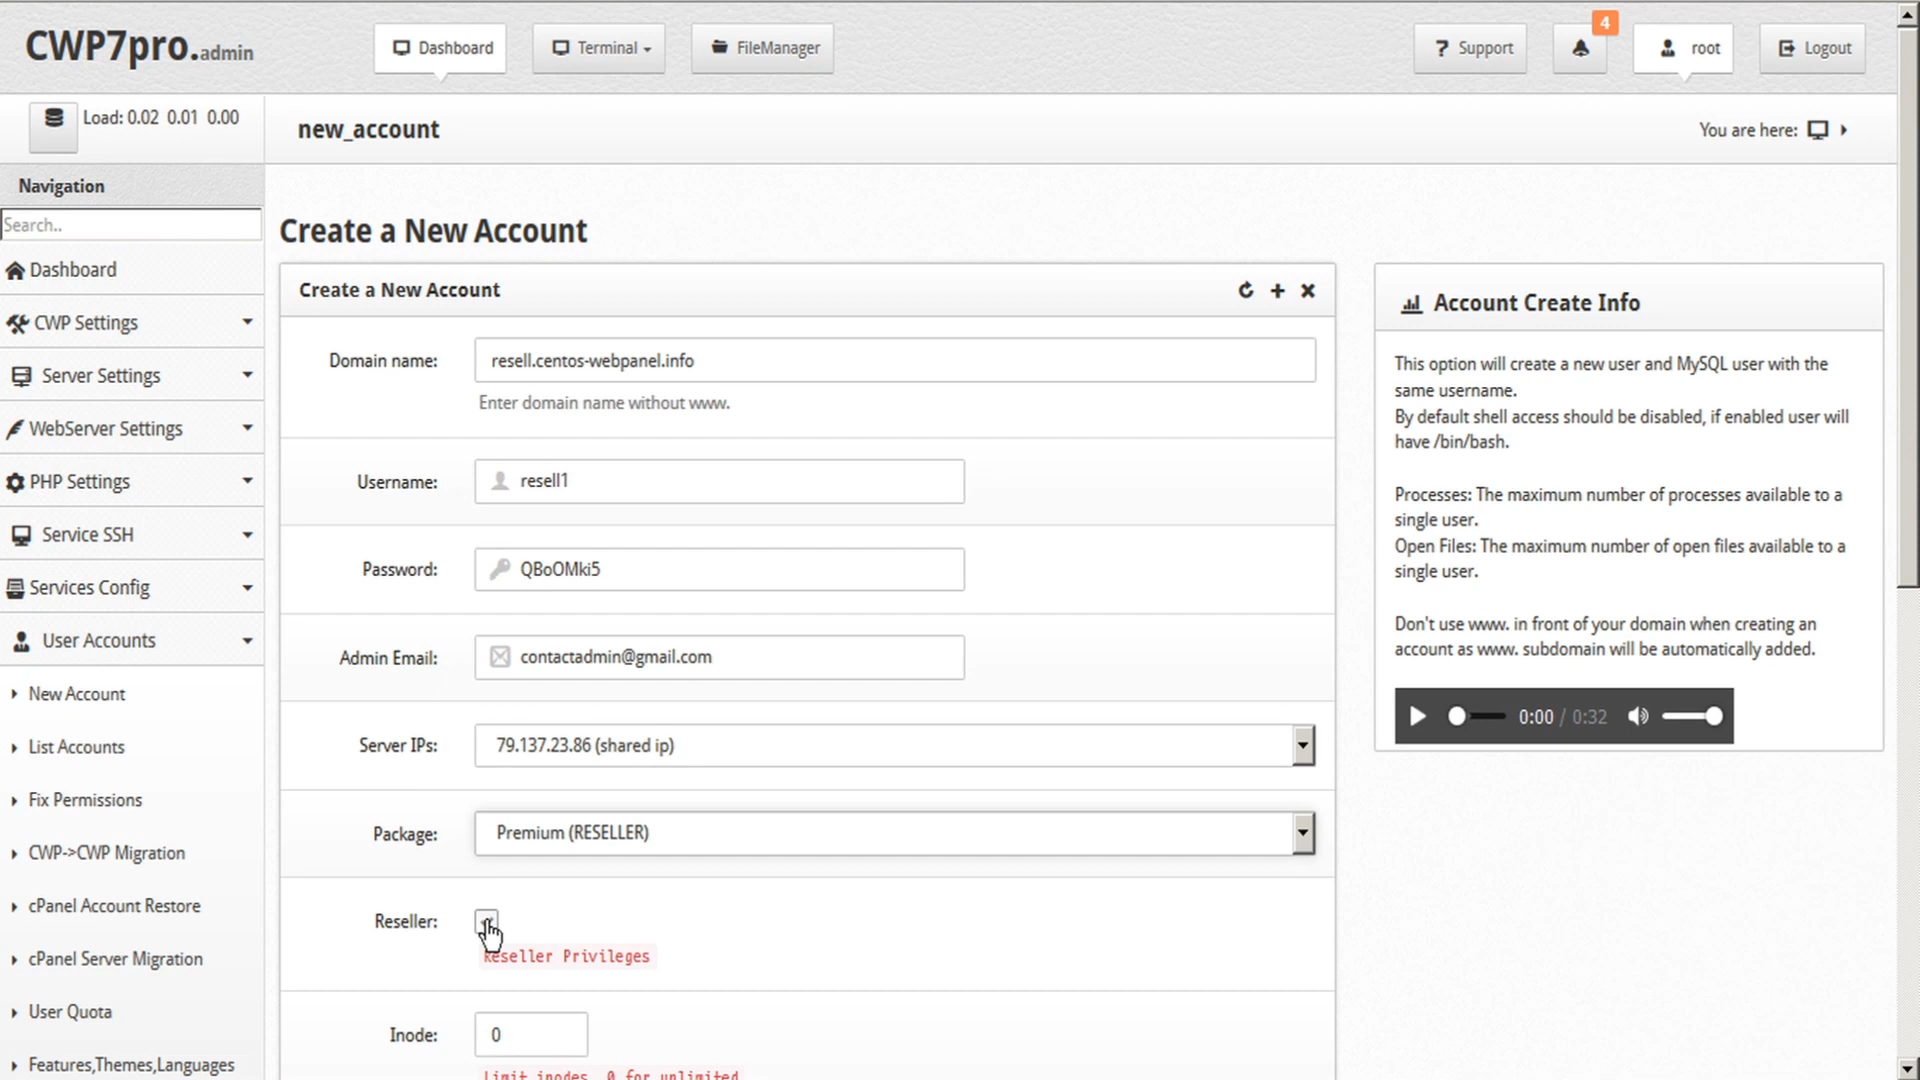 CWP7pro.admin
Dashboard
Terminal
FileManager
? Support
4
root
Logout
Load: 0.02 0.01 0.00
new_account
You are here:
Navigation
Search..
Dashboard
CWP Settings
Server Settings
WebServer Settings
PHP Settings
Service SSH
Services Config
User Accounts
New Account
List Accounts
Fix Permissions
CWP->CWP Migration
cPanel Account Restore
cPanel Server Migration
User Quota
Features,Themes,Languages
Create a New Account
Create a New Account
Domain name:
resell.centos-webpanel.info
Enter domain name without www.
Username:
resell1
Password:
QBoOMki5
Admin Email:
contactadmin@gmail.com
Server IPs:
79.137.23.86 (shared ip)
Package:
Premium (RESELLER)
Reseller:
Reseller Privileges
Inode:
0
Limit inodes, 0 for unlimited
Account Create Info
This option will create a new user and MySQL user with the
same username.
By default shell access should be disabled, if enabled user will
have /bin/bash.
Processes: The maximum number of processes available to a
single user.
Open Files: The maximum number of open files available to a
single user.
Don't use www. in front of your domain when creating an
account as www. subdomain will be automatically added.
0:00 / 0:32